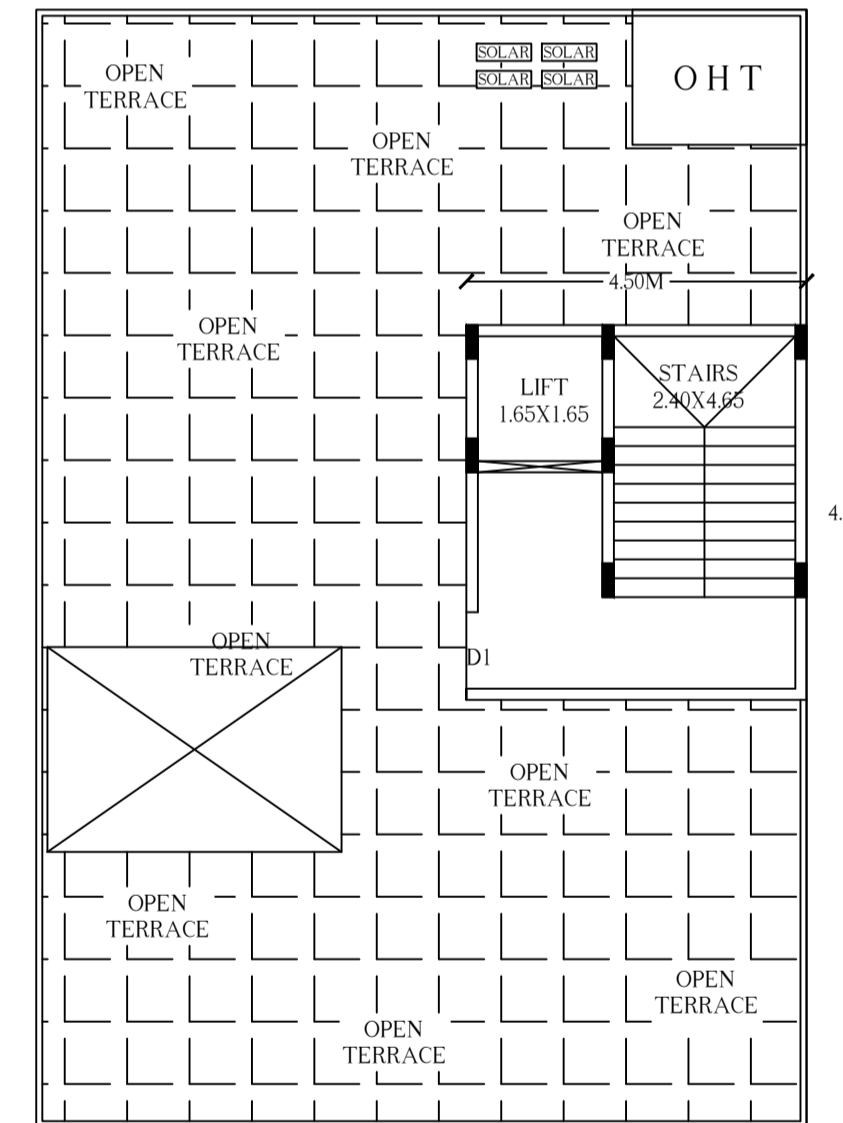 SOLAR SOLAR
SOLAR SOLAR
O H T
OPEN
TERRACE
OPEN
TERRACE
OPEN
TERRACE
4.50M
OPEN
TERRACE
LIFT
1.65X1.65
STAIRS
2.40X4.65
4.
OPEN
TERRACE
D1
OPEN
TERRACE
OPEN
TERRACE
OPEN
TERRACE
OPEN
TERRACE